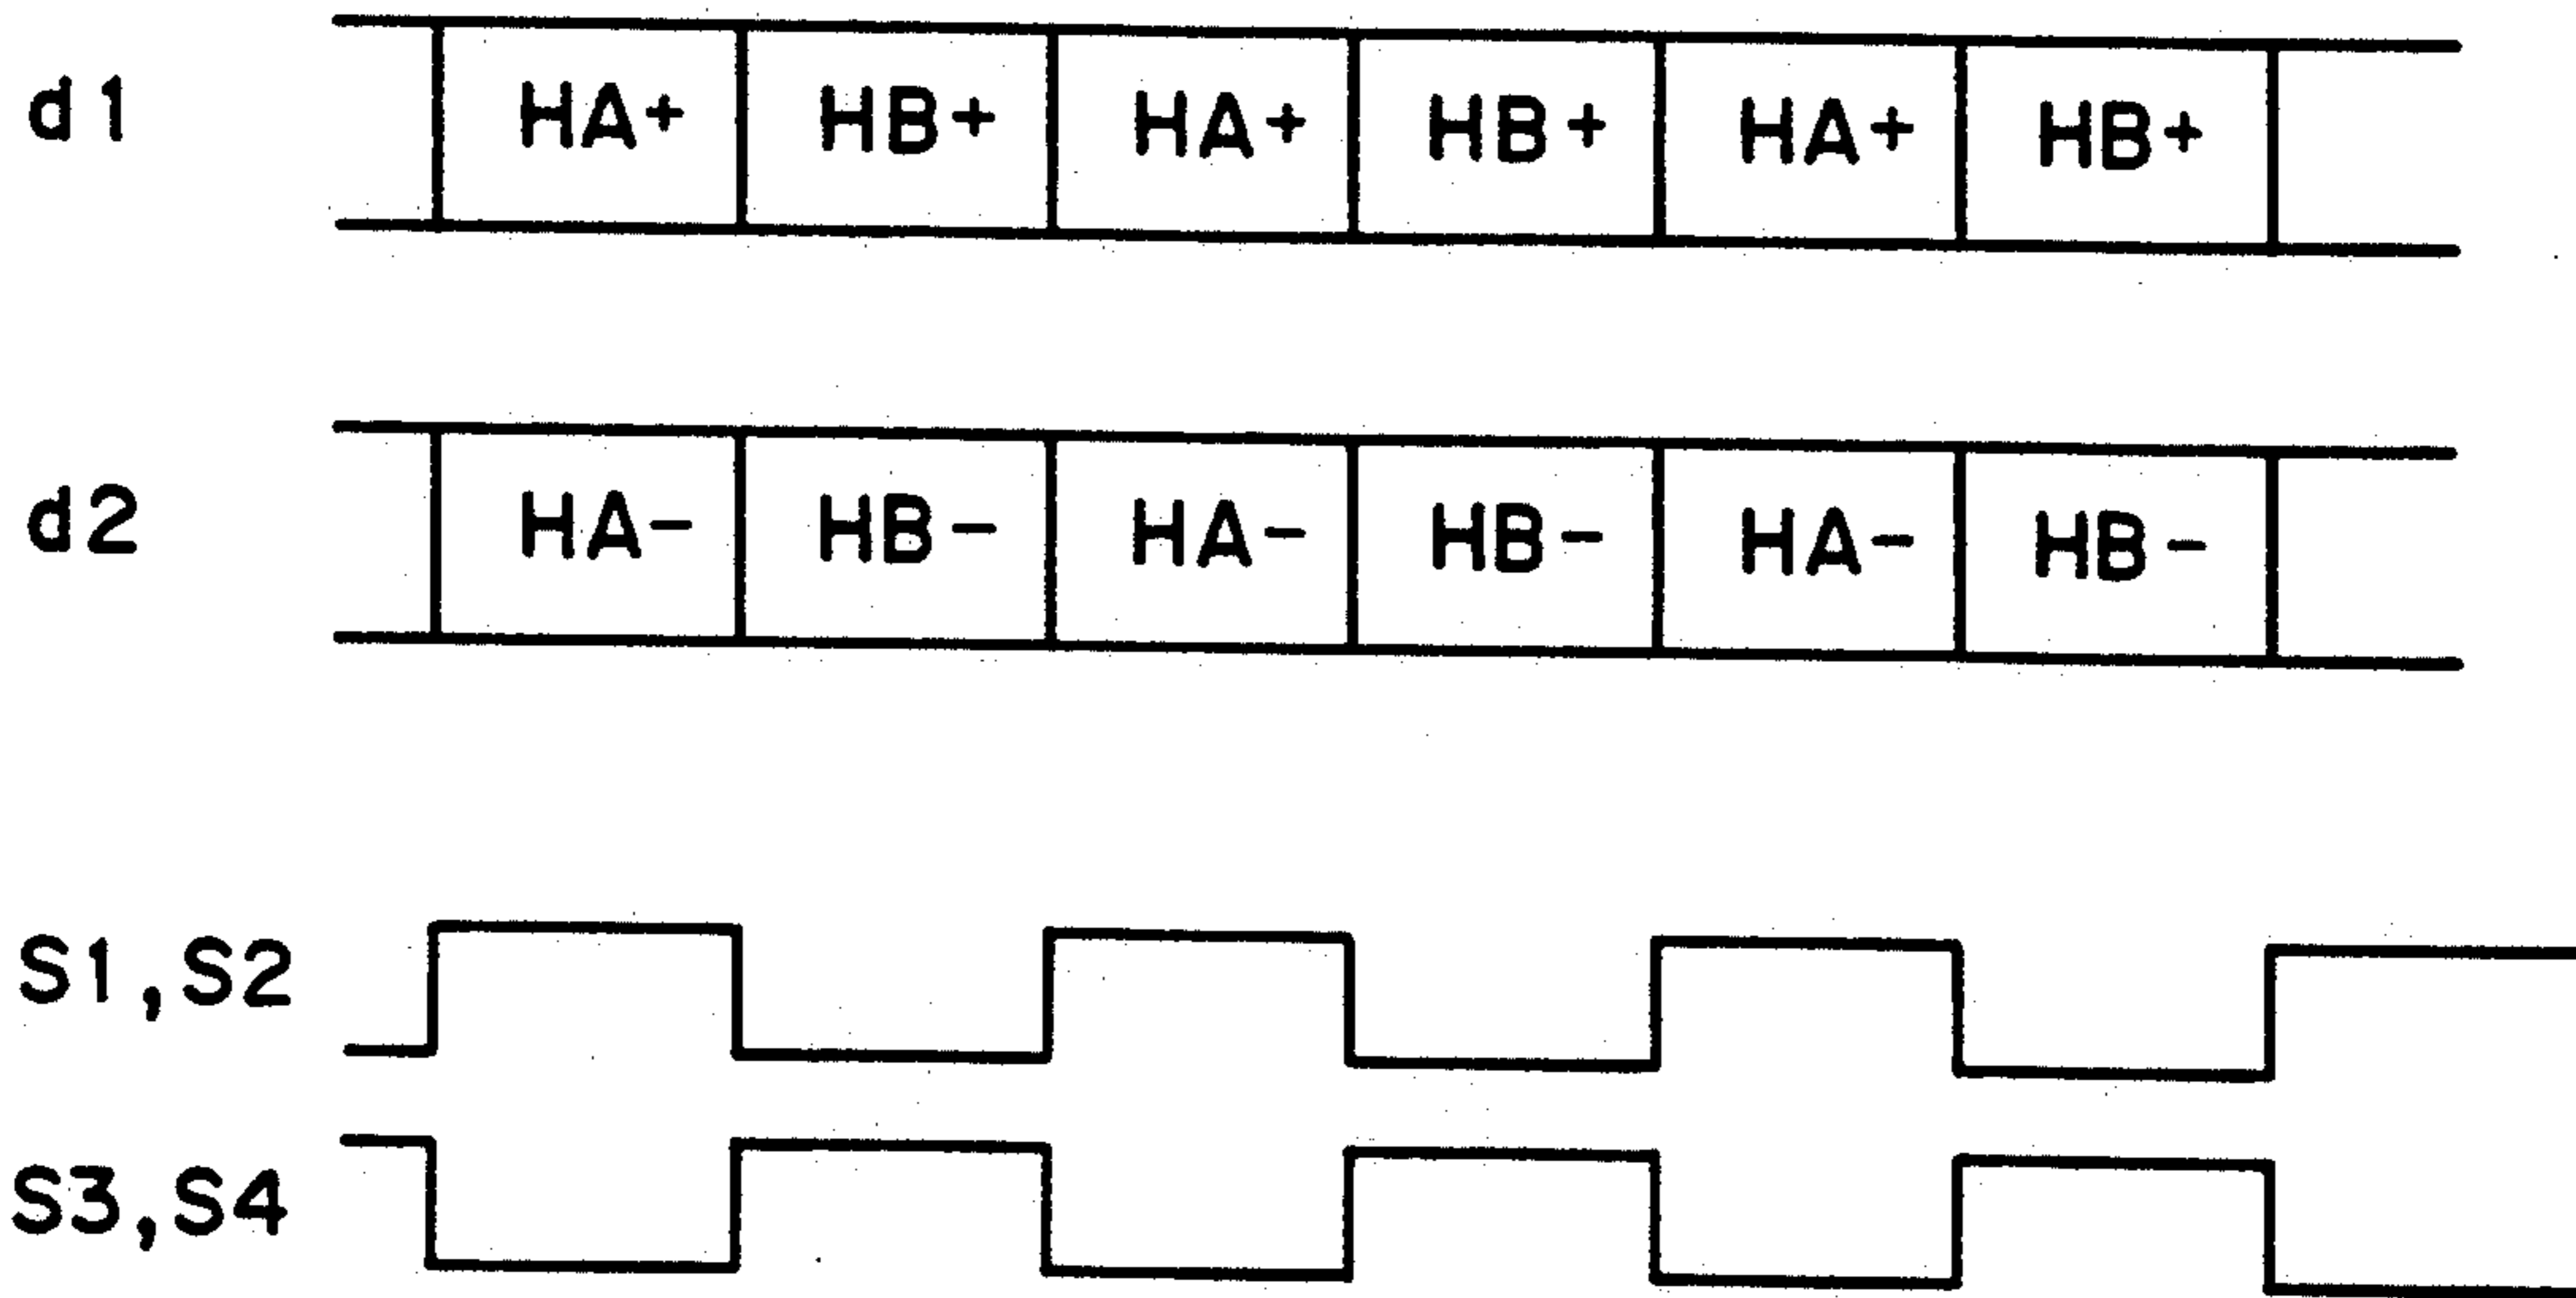 d1 HA+ HB+ HA+ HB+ HA+ HB+
d2 HA- HB- HA- HB- HA- HB-
S1,S2
S3,S4